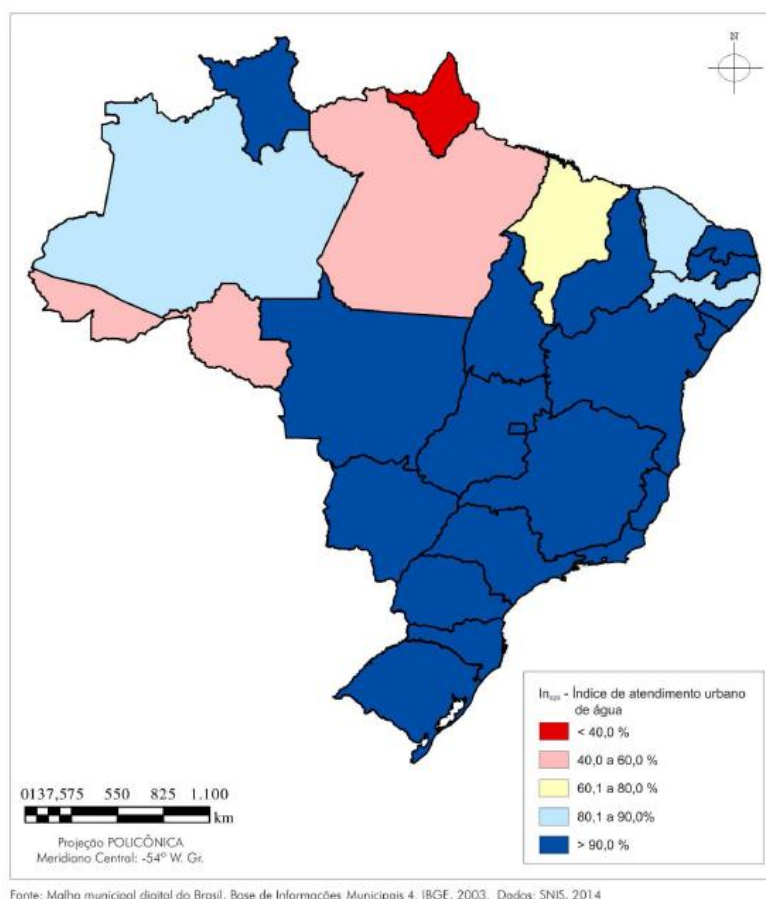 N
In₀₂₃ - Índice de atendimento urbano
de água
< 40,0 %
40,0 a 60,0 %
60,1 a 80,0 %
80,1 a 90,0%
> 90,0 %
0137,575 550 825 1.100
km
Projeção POLICÔNICA
Meridiano Central: -54º W. Gr.
Fonte: Malha municipal digital do Brasil, Base de Informações Municipais 4. IBGE, 2003. Dados: SNIS, 2014